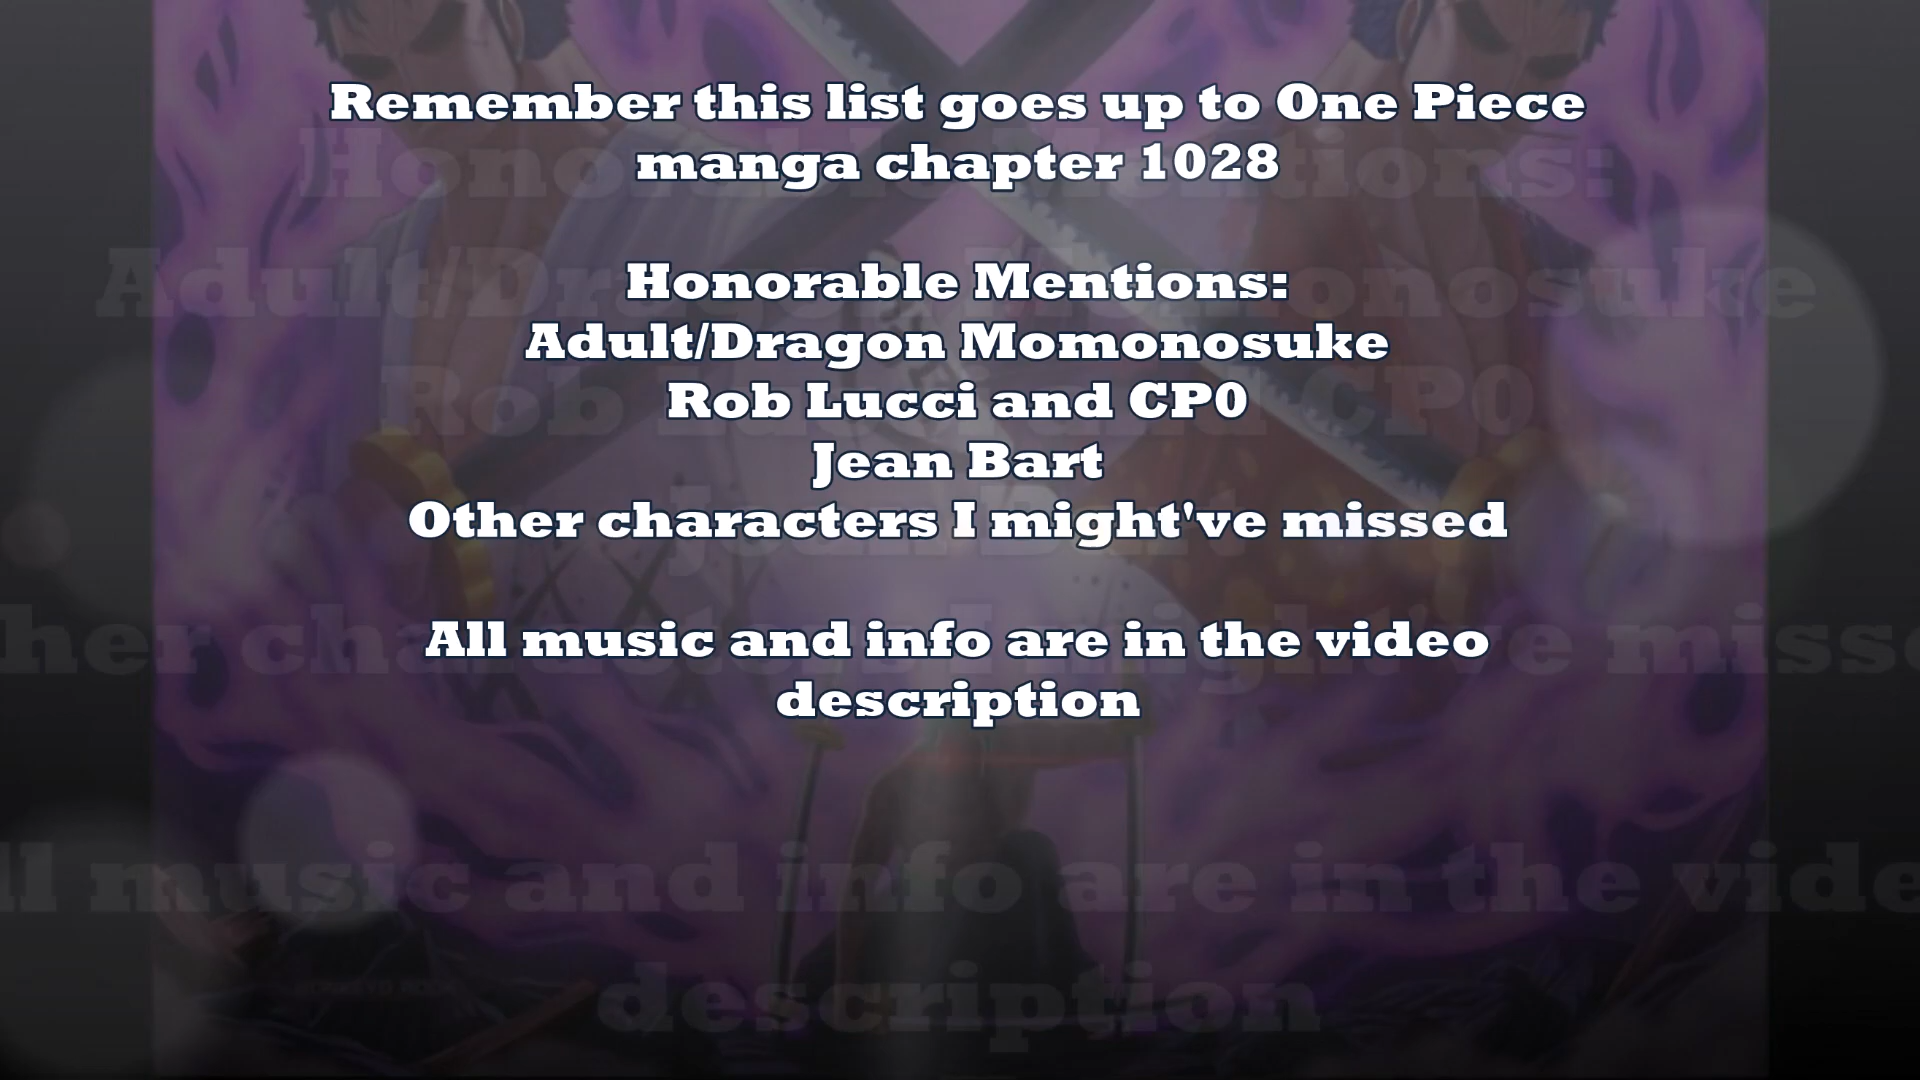 Remember this list goes up to One Piece
manga chapter 1028
Honorable Mentions:
Adult/Dragon Momonosuke
Rob Lucci and CP0
Jean Bart
Other characters I might've missed
All music and info are in the video
description